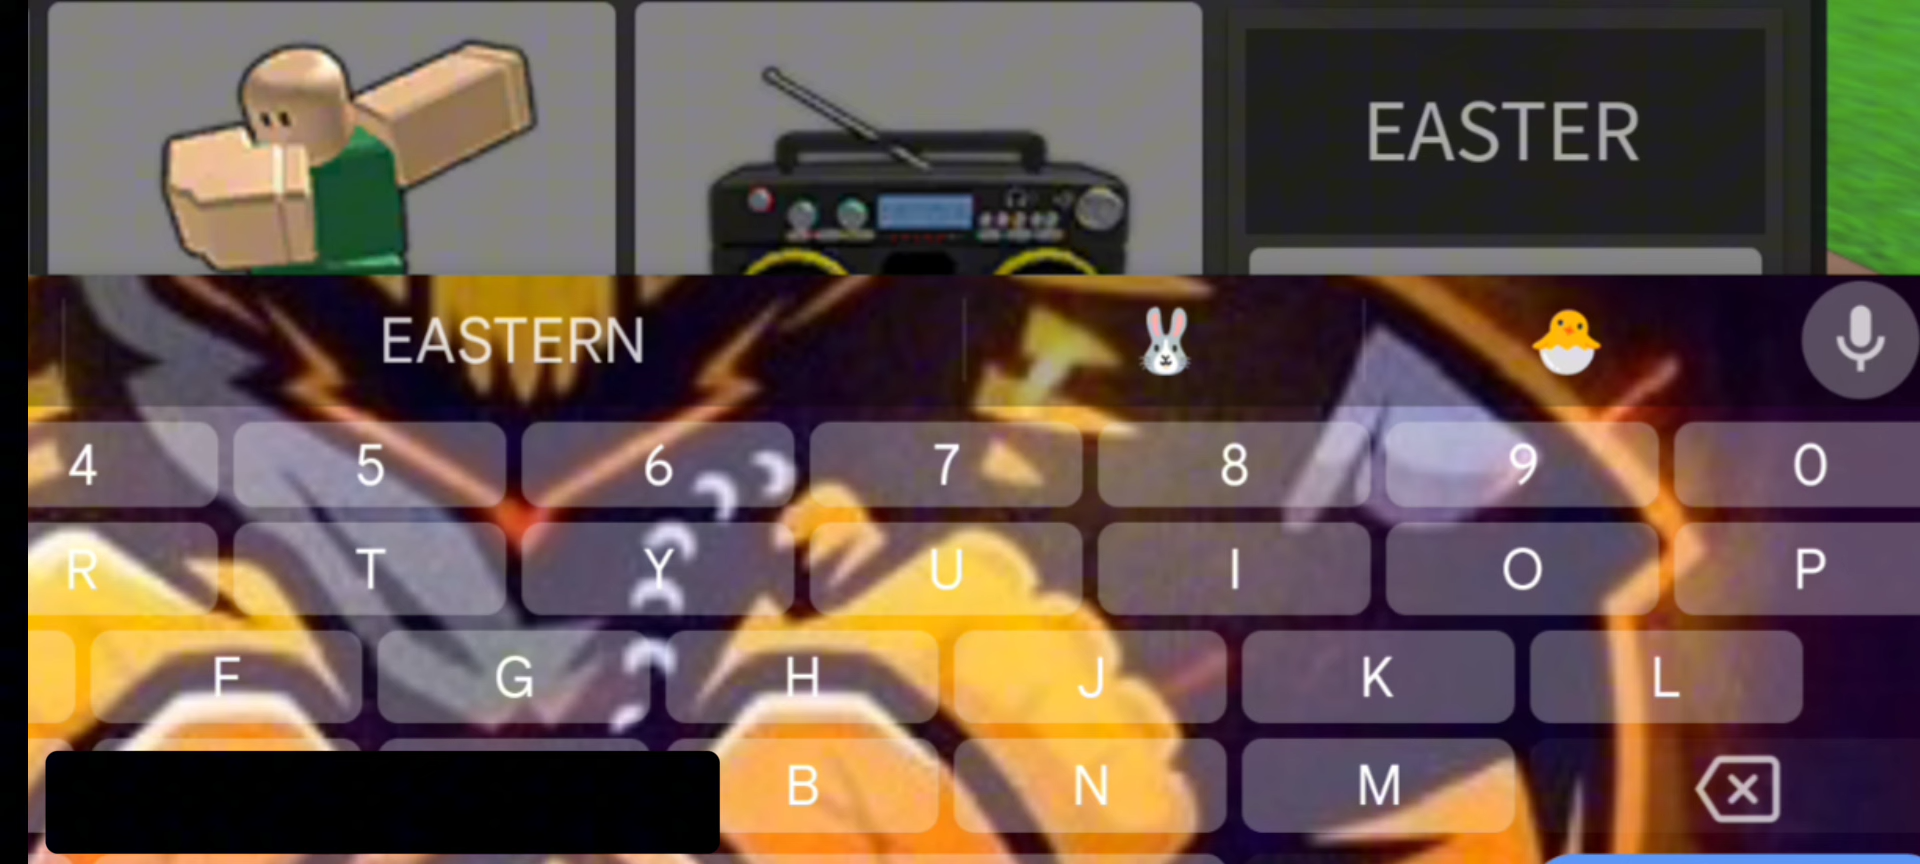 EASTER
EASTERN 🐰 🐣
4 5 6 7 8 9 0
R T Y U I O P
F G H J K L
B N M